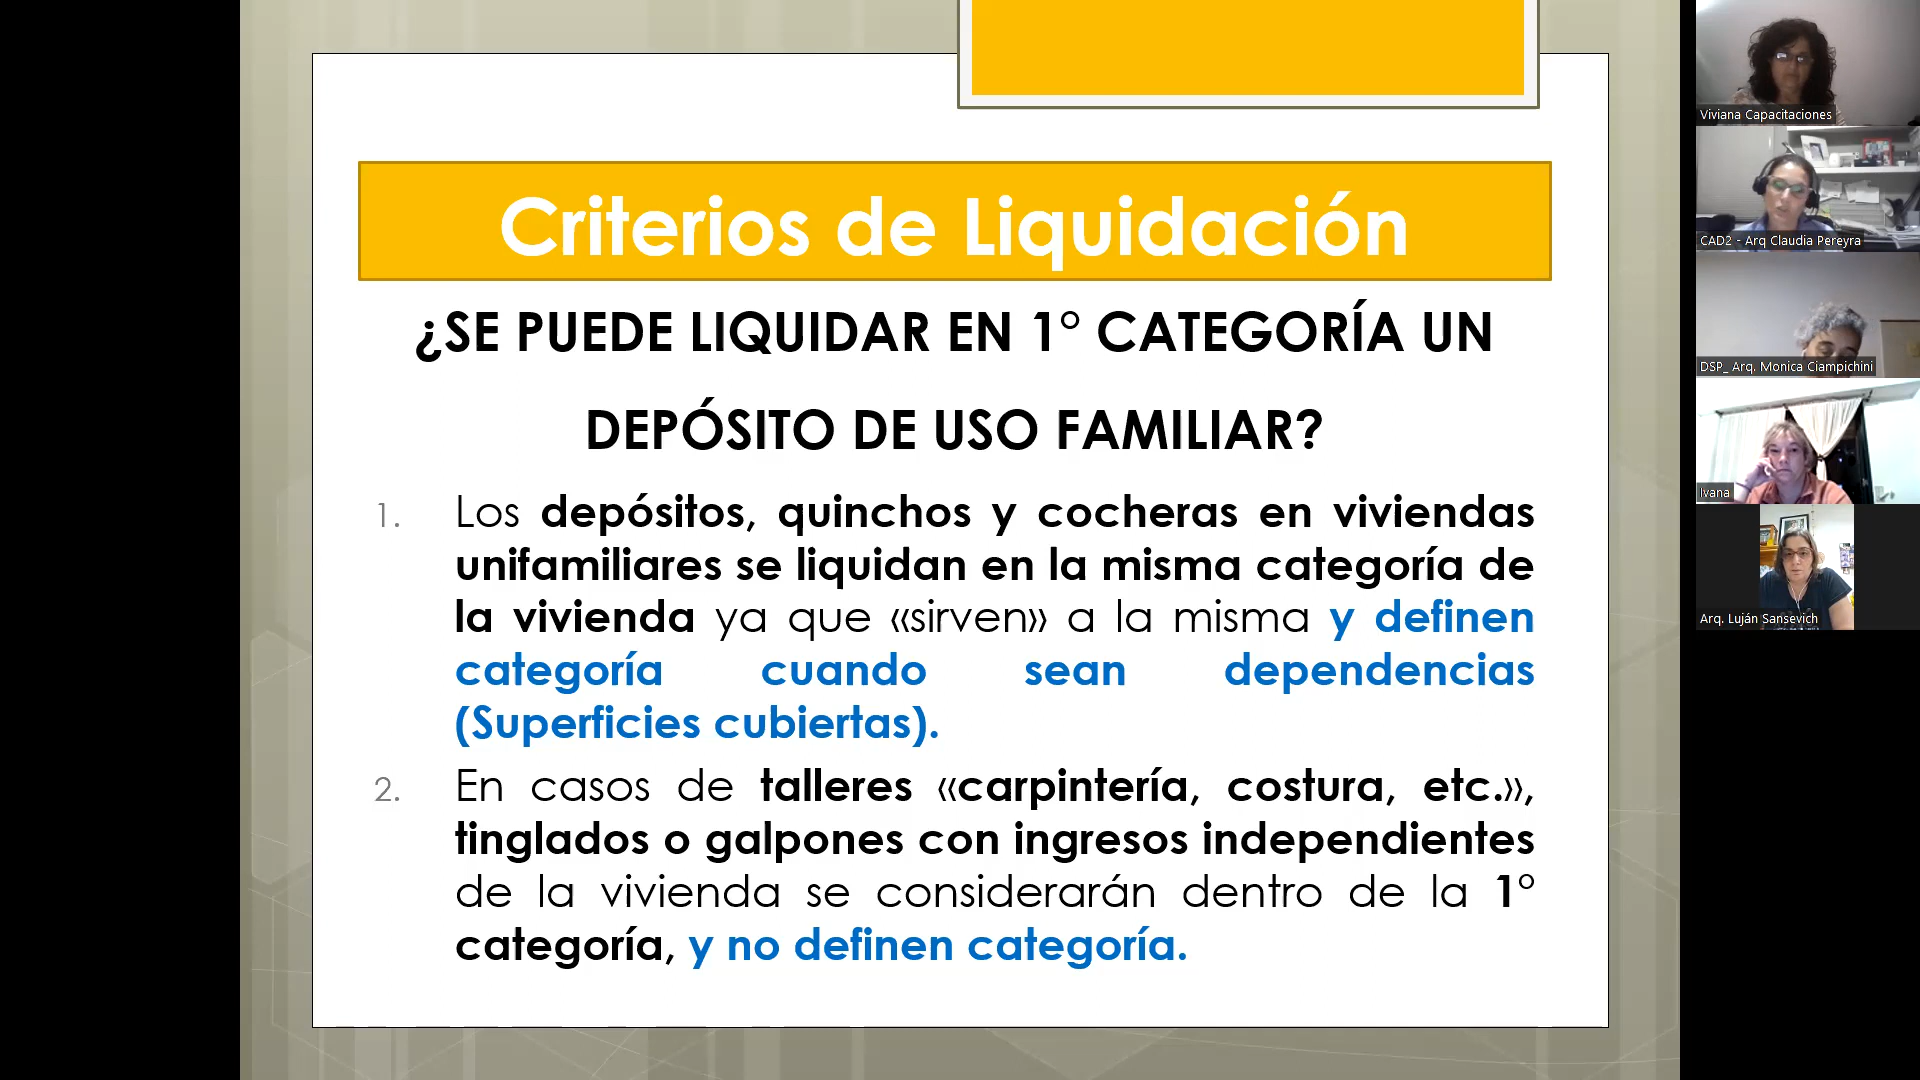 Criterios de Liquidación
¿SE PUEDE LIQUIDAR EN 1° CATEGORÍA UN
DEPÓSITO DE USO FAMILIAR?
1. Los depósitos, quinchos y cocheras en viviendas
unifamiliares se liquidan en la misma categoría de
la vivienda ya que «sirven» a la misma y definen
categoría cuando sean dependencias
(Superficies cubiertas).
2. En casos de talleres «carpintería, costura, etc.»,
tinglados o galpones con ingresos independientes
de la vivienda se considerarán dentro de la 1°
categoría, y no definen categoría.
Viviana Capacitaciones
CAD2 - Arq Claudia Pereyra
DSP_ Arq. Monica Ciampichini
Ivana
Arq. Luján Sansevich